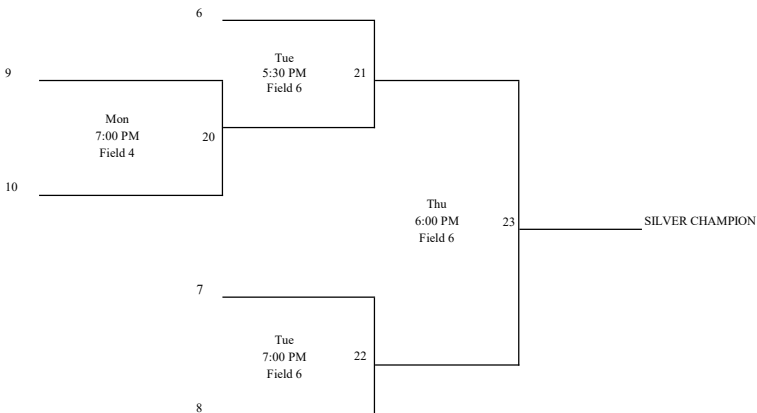 6
Tue
5:30 PM
Field 6
21
9
Mon
7:00 PM
Field 4
20
10
Thu
6:00 PM
Field 6
23
SILVER CHAMPION
7
Tue
7:00 PM
Field 6
22
8